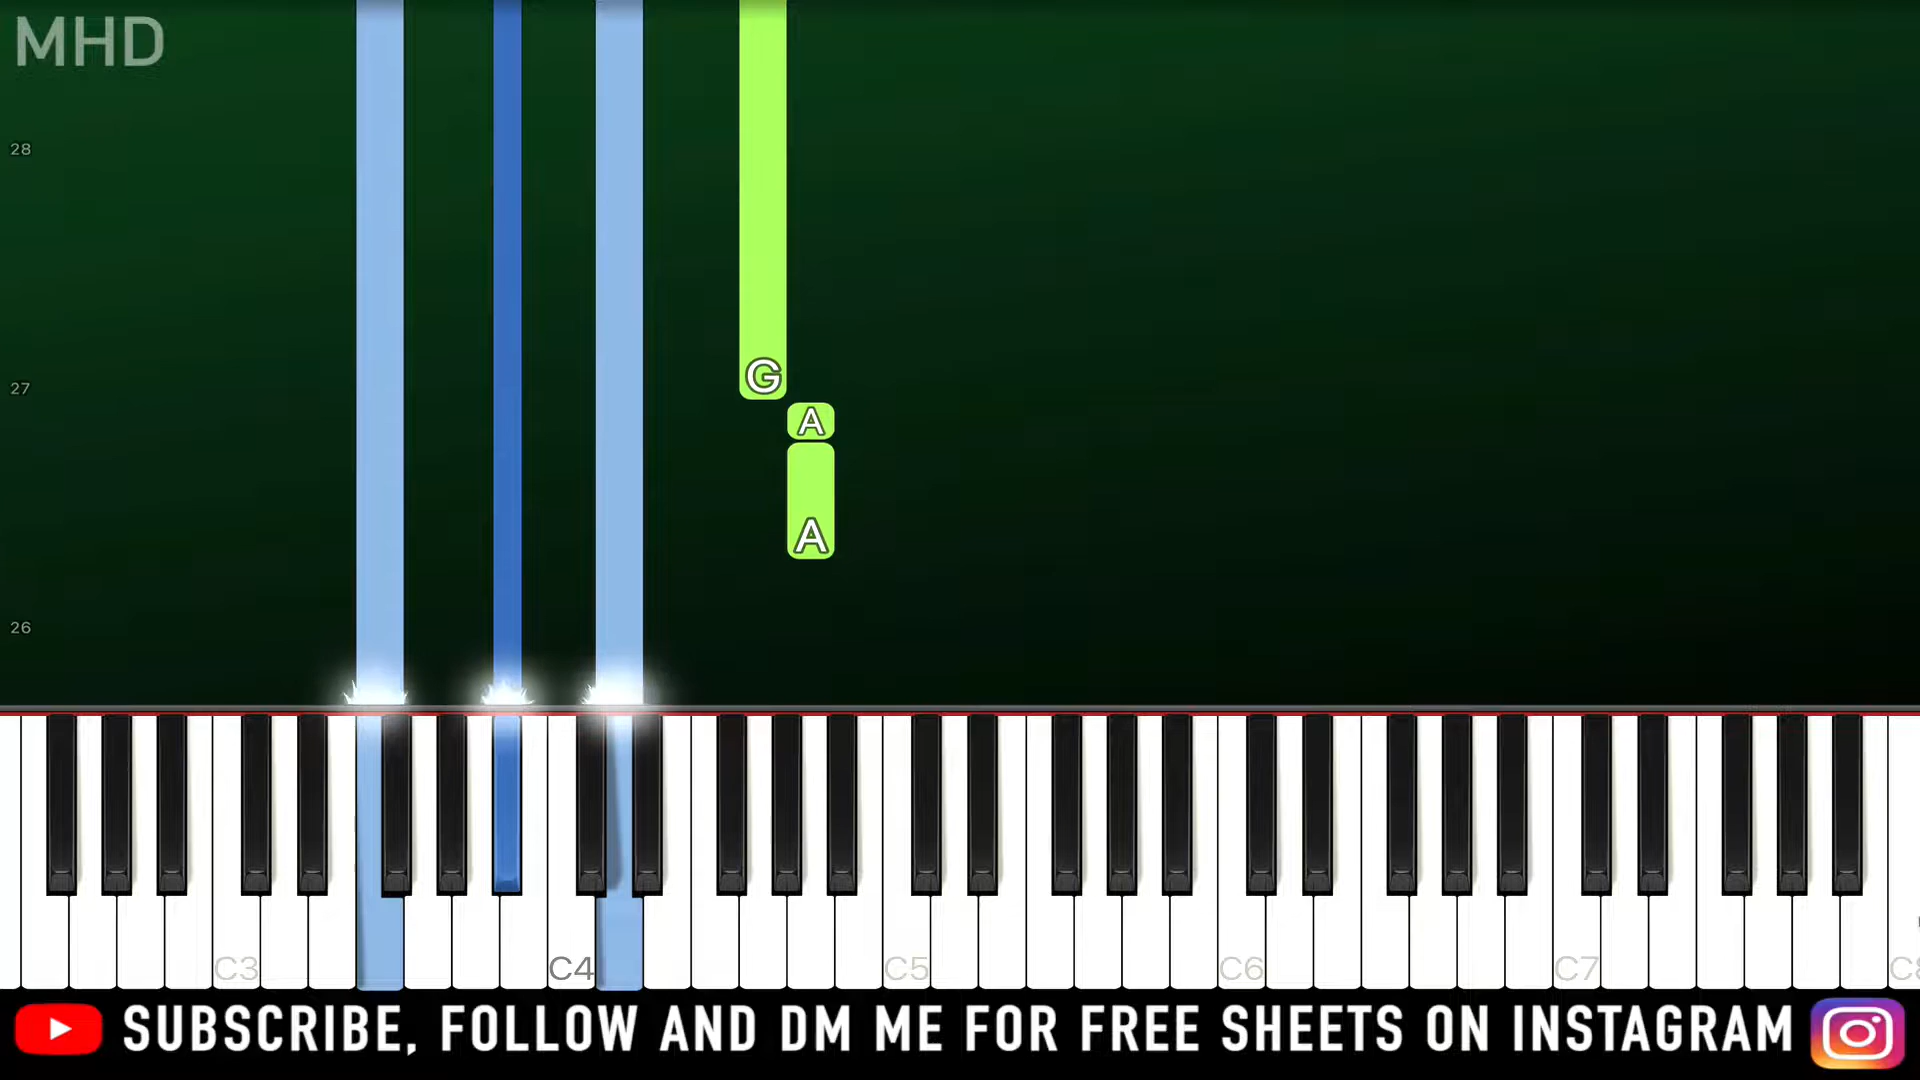 MHD
28
27
G
A
A
26
C3
C4
C5
C6
C7
C8
SUBSCRIBE, FOLLOW AND DM ME FOR FREE SHEETS ON INSTAGRAM